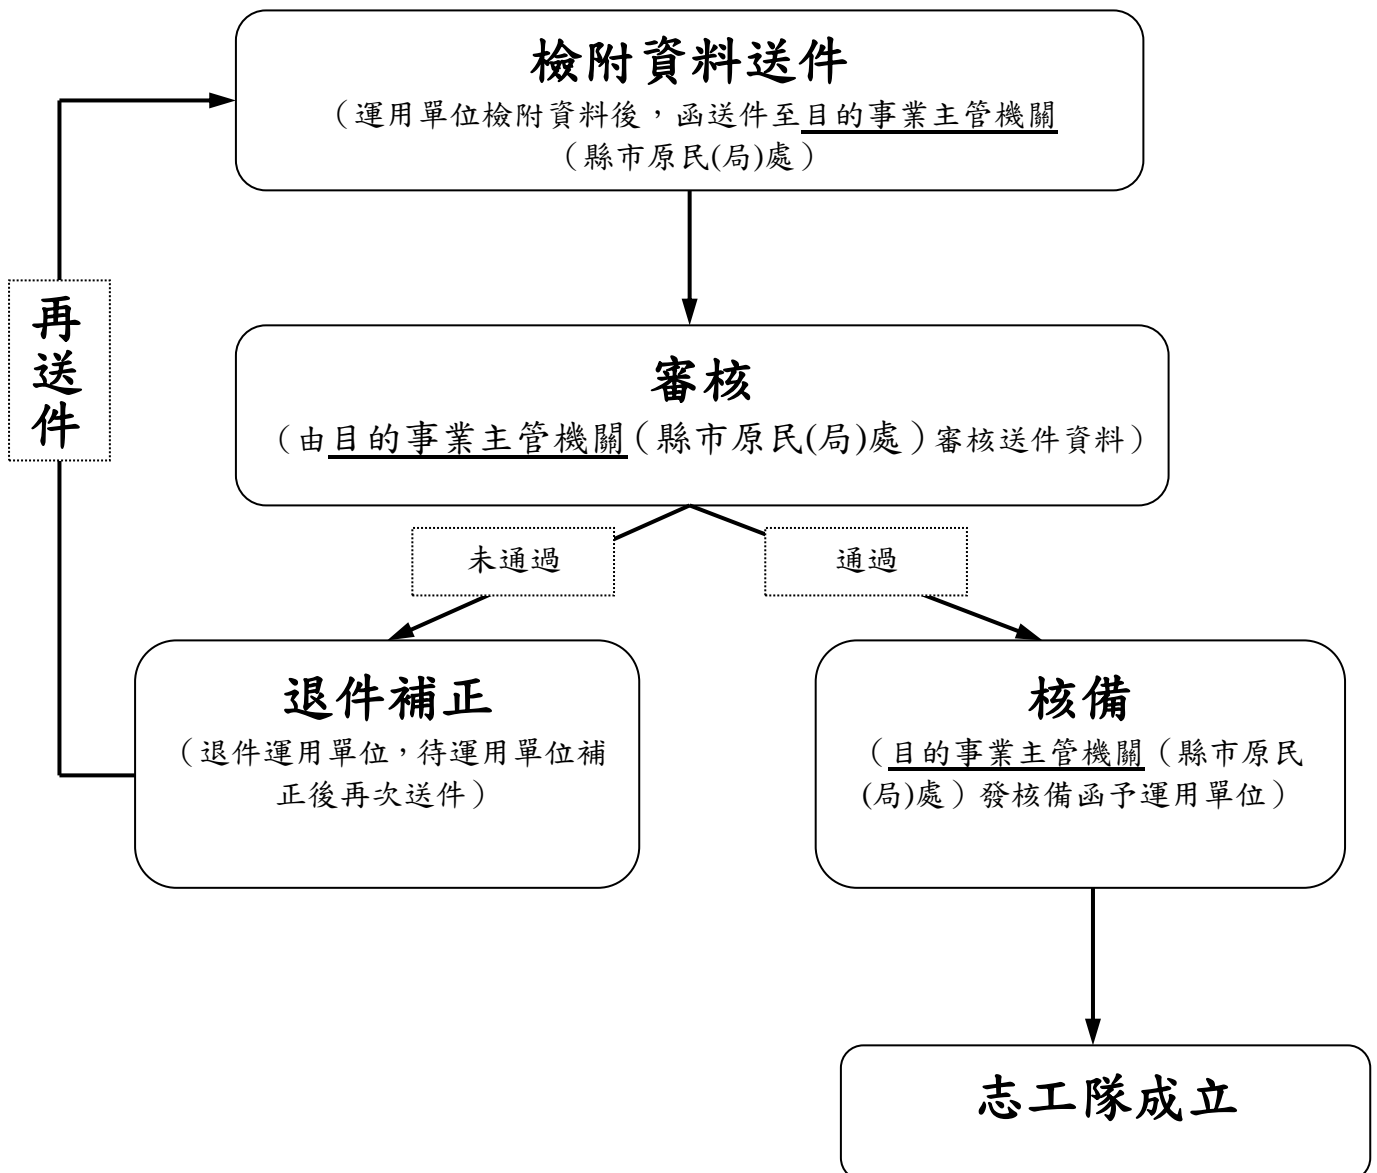 檢附資料送件
（運用單位檢附資料後，函送件至目的事業主管機關
（縣市原民(局)處）
再
送
件
審核
（由目的事業主管機關（縣市原民(局)處）審核送件資料）
未通過
通過
退件補正
（退件運用單位，待運用單位補
正後再次送件）
核備
（目的事業主管機關（縣市原民
(局)處）發核備函予運用單位）
志工隊成立